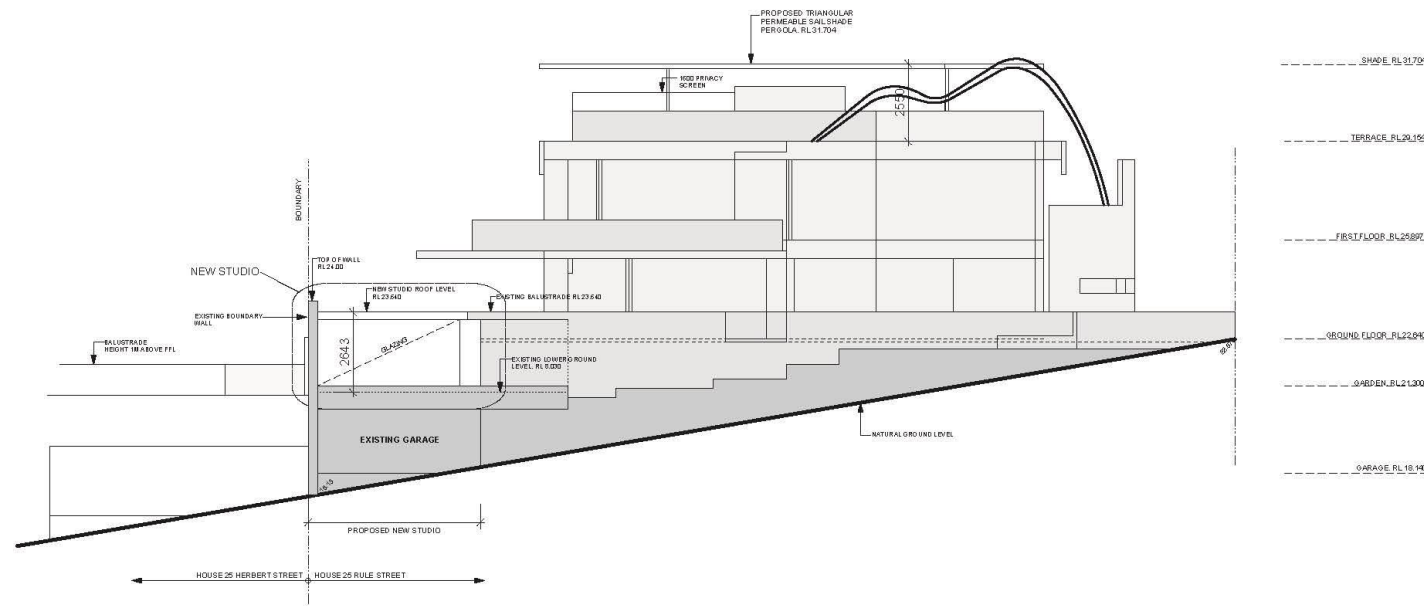 PROPOSED TRIANGULAR
PERMEABLE SAIL SHADE
PERGOLA. RL 31.704
SHADE RL 31.704
1600 PRIVACY
SCREEN
2550
TERRACE RL 29.154
BOUNDARY
FIRST FLOOR RL 25.897
TOP OF WALL
RL 24.00
NEW STUDIO
NEW STUDIO ROOF LEVEL
RL 23.640
EXISTING BALUSTRADE RL 23.640
EXISTING BOUNDARY
WALL
GROUND FLOOR RL 22.640
BALUSTRADE
HEIGHT 1M ABOVE FFL
GLAZING
2643
EXISTING LOWER GROUND
GARDEN RL 21.300
EXISTING GARAGE
NATURAL GROUND LEVEL
GARAGE RL 18.148
PROPOSED NEW STUDIO
HOUSE 25 HERBERT STREET
HOUSE 25 RULE STREET